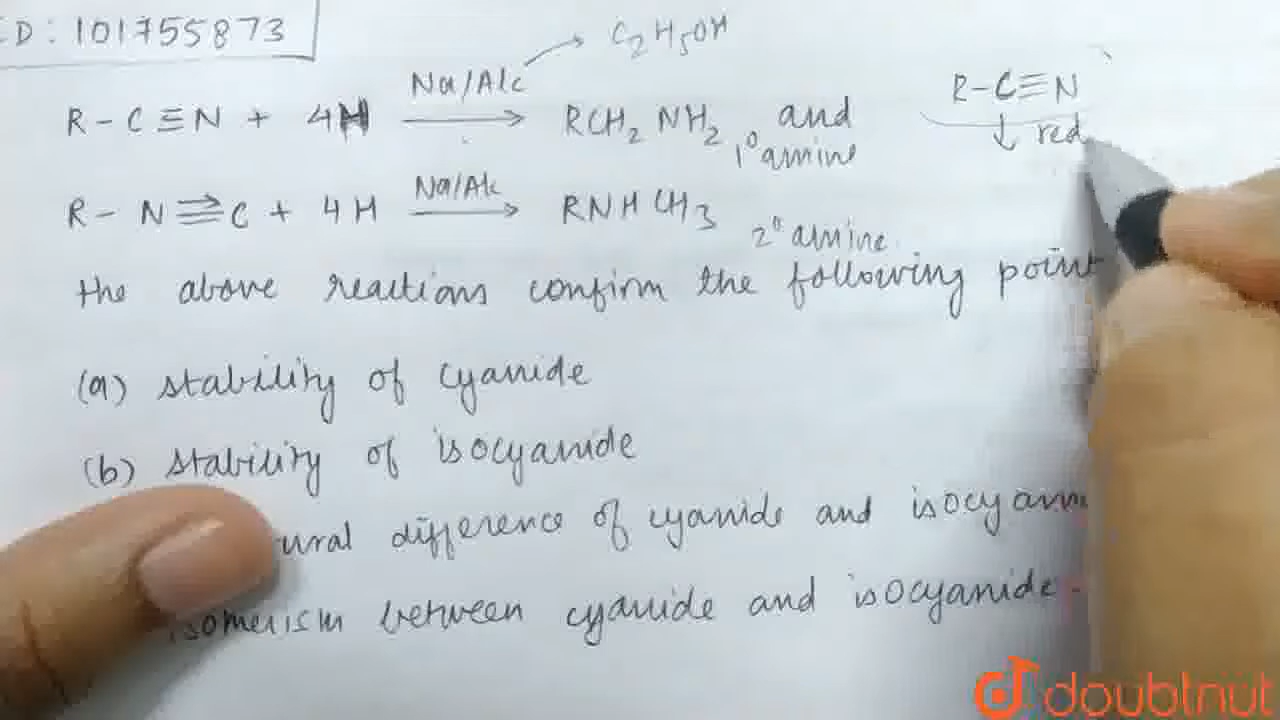 ID: 101755873
C₂H₅OH
R-C≡N + 4H Na/Alc RCH₂NH₂ and
1° amine
R-C≡N
↓ red
R-N≡C + 4H Na/Alc RNHCH₃
2° amine
the above reactions confirm the following point
(a) stability of cyanide
(b) stability of isocyanide
ural difference of cyanide and isocyan
isomerism between cyanide and isocyanide.
doubtnut